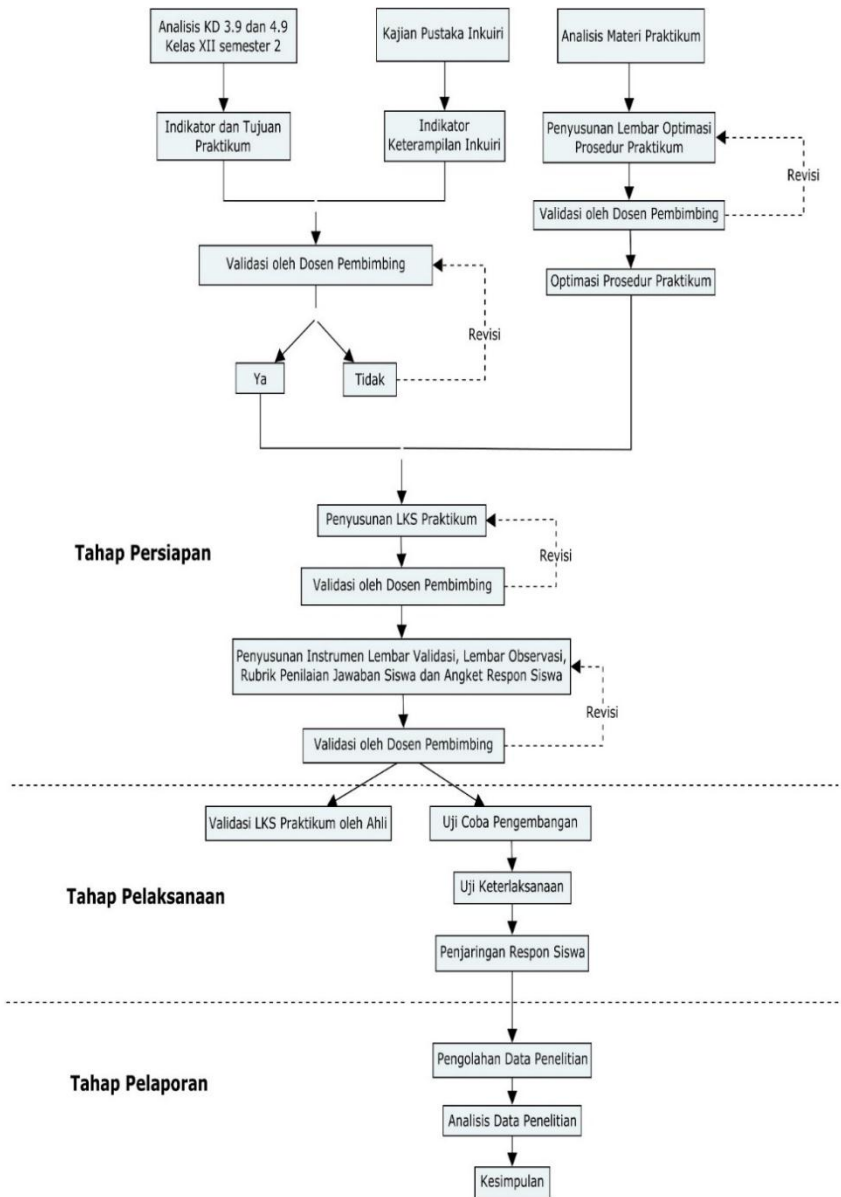 Analisis KD 3.9 dan 4.9
Kelas XII semester 2
Kajian Pustaka Inkuiri
Analisis Materi Praktikum
Indikator dan Tujuan
Praktikum
Indikator
Keterampilan Inkuiri
Penyusunan Lembar Optimasi
Prosedur Praktikum
Revisi
Validasi oleh Dosen Pembimbing
Validasi oleh Dosen Pembimbing
Optimasi Prosedur Praktikum
Revisi
Ya
Tidak
Penyusunan LKS Praktikum
Revisi
Tahap Persiapan
Validasi oleh Dosen Pembimbing
Penyusunan Instrumen Lembar Validasi, Lembar Observasi,
Rubrik Penilaian Jawaban Siswa dan Angket Respon Siswa
Revisi
Validasi oleh Dosen Pembimbing
Validasi LKS Praktikum oleh Ahli
Uji Coba Pengembangan
Uji Keterlaksanaan
Tahap Pelaksanaan
Penjaringan Respon Siswa
Pengolahan Data Penelitian
Tahap Pelaporan
Analisis Data Penelitian
Kesimpulan